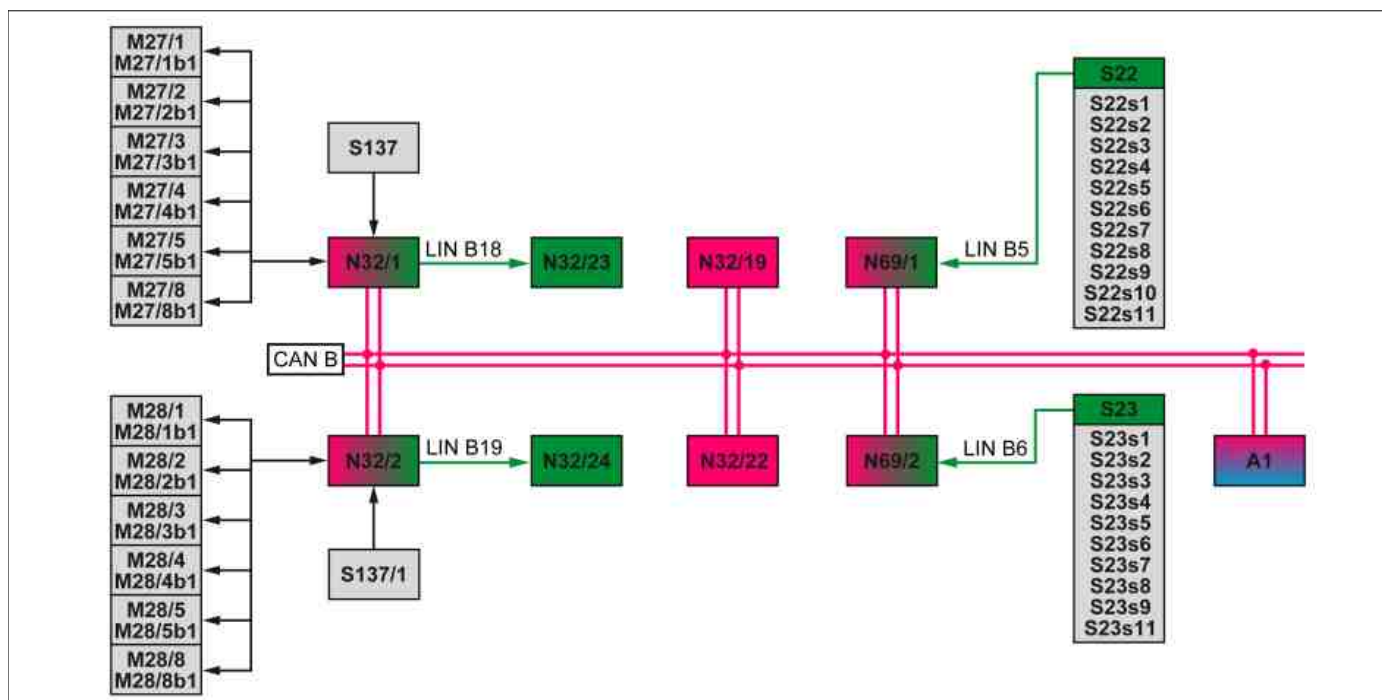 M27/1
M27/1b1
M27/2
M27/2b1
M27/3
M27/3b1
M27/4
M27/4b1
M27/5
M27/5b1
M27/8
M27/8b1
S137
N32/1
LIN B18
N32/23
N32/19
N69/1
LIN B5
S22
S22s1
S22s2
S22s3
S22s4
S22s5
S22s6
S22s7
S22s8
S22s9
S22s10
S22s11
CAN B
M28/1
M28/1b1
M28/2
M28/2b1
M28/3
M28/3b1
M28/4
M28/4b1
M28/5
M28/5b1
M28/8
M28/8b1
N32/2
LIN B19
N32/24
N32/22
N69/2
LIN B6
S137/1
S23
S23s1
S23s2
S23s3
S23s4
S23s5
S23s6
S23s7
S23s8
S23s9
S23s11
A1